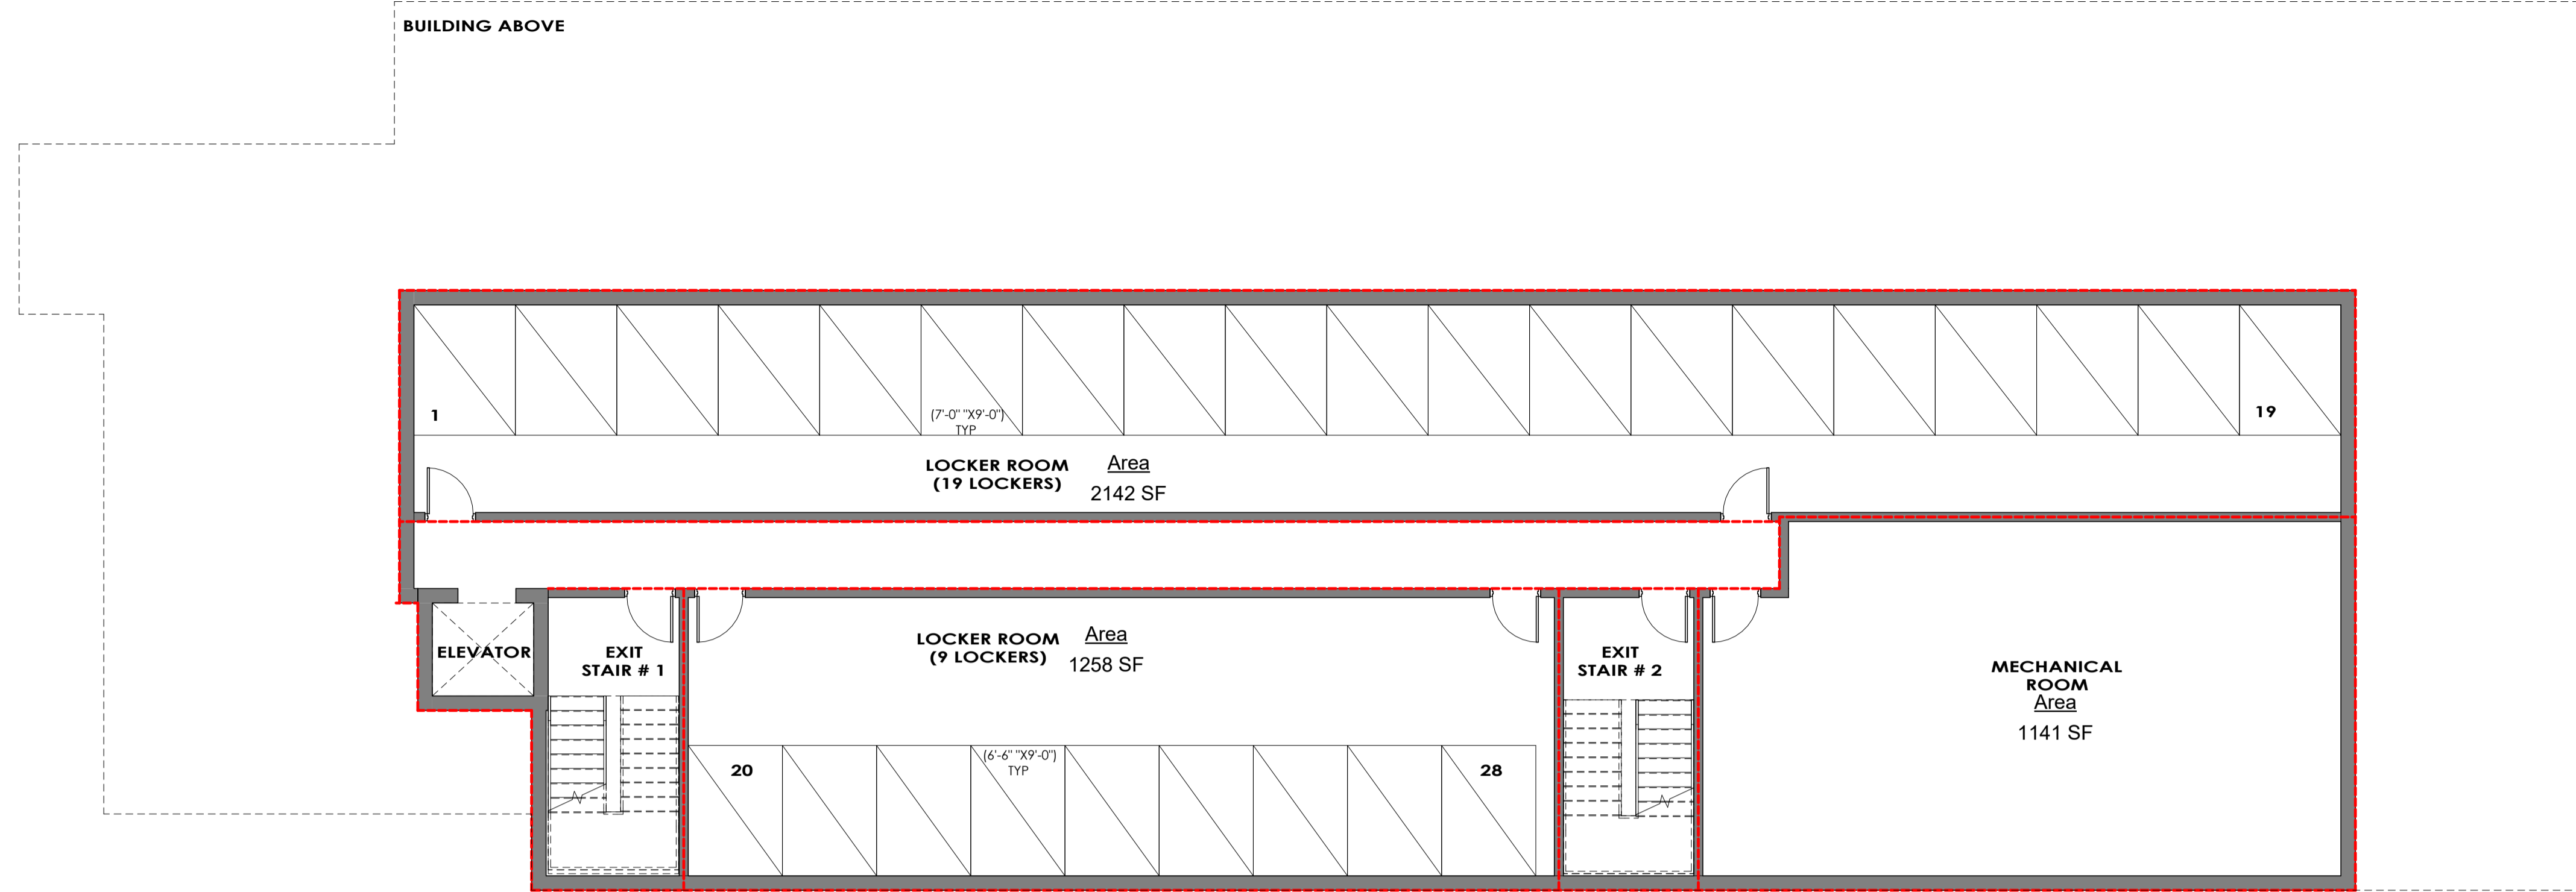 BUILDING ABOVE
1
(7'-0" "X9'-0")
TYP
19
LOCKER ROOM
(19 LOCKERS)
Area
2142 SF
ELEVATOR
EXIT
STAIR # 1
LOCKER ROOM
(9 LOCKERS)
Area
1258 SF
EXIT
STAIR # 2
MECHANICAL
ROOM
Area
1141 SF
20
(6'-6" "X9'-0")
TYP
28